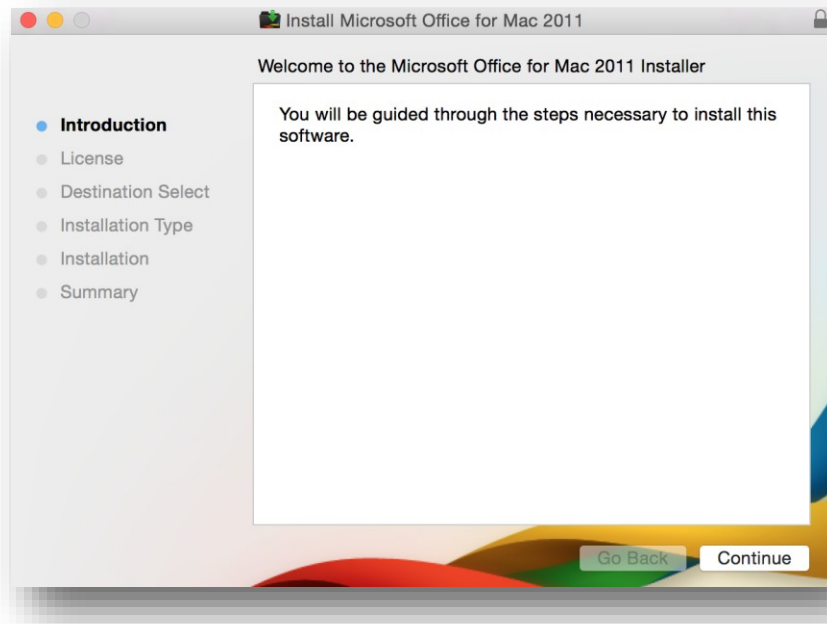 Install Microsoft Office for Mac 2011
Welcome to the Microsoft Office for Mac 2011 Installer
Introduction
License
Destination Select
Installation Type
Installation
Summary
You will be guided through the steps necessary to install this
software.
Go Back
Continue